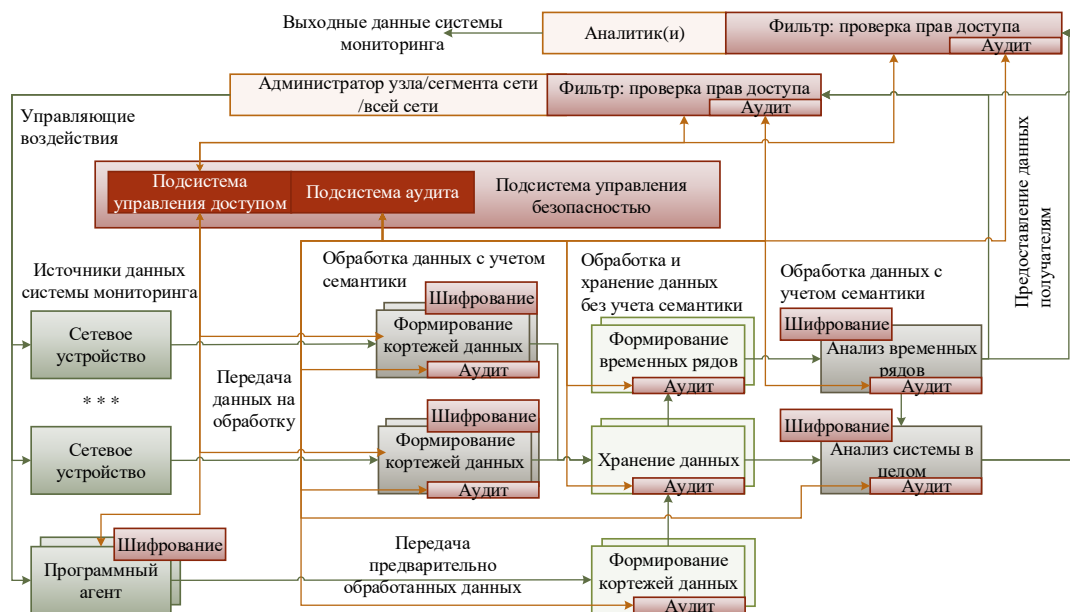 Выходные данные системы
мониторинга
Аналитик(и)
Фильтр: проверка прав доступа
Аудит
Администратор узла/сегмента сети
/всей сети
Фильтр: проверка прав доступа
Аудит
Управляющие
воздействия
Подсистема
управления доступом
Подсистема аудита
Подсистема управления
безопасностью
Предоставление данных
получателям
Источники данных
системы мониторинга
Обработка данных с учетом
семантики
Обработка и
хранение данных
без учета семантики
Обработка данных с
учетом семантики
Сетевое
устройство
Шифрование
Формирование
кортежей данных
Аудит
Формирование
временных рядов
Аудит
Шифрование
Анализ временных
рядов
Аудит
* * *
Передача
данных на
обработку
Сетевое
устройство
Шифрование
Формирование
кортежей данных
Аудит
Хранение данных
Аудит
Шифрование
Анализ системы в
целом
Аудит
Шифрование
Программный
агент
Передача
предварительно
обработанных данных
Формирование
кортежей данных
Аудит